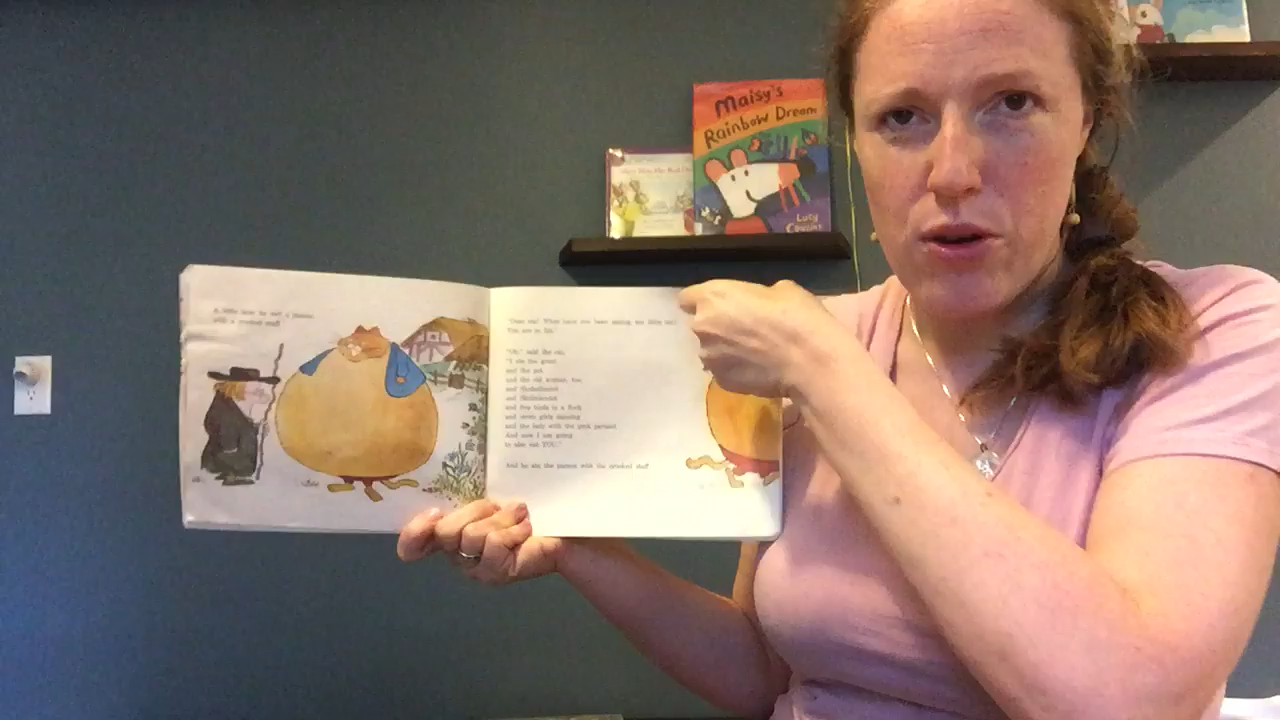 Maisy's
Rainbow Dream
Lucy
Cousins
A little later he met a parson
with a crooked staff.
"Dear me! What have you been eating, my little cat?
You are so fat."
"Oh," said the cat,
"I ate the gruel
and the pot
and the old woman, too,
and Skohottentot
and Skolinkenlot
and five birds in a flock
and seven girls dancing
and the lady with the pink parasol.
And now I am going
to also eat YOU."
And he ate the parson with the crooked staff.